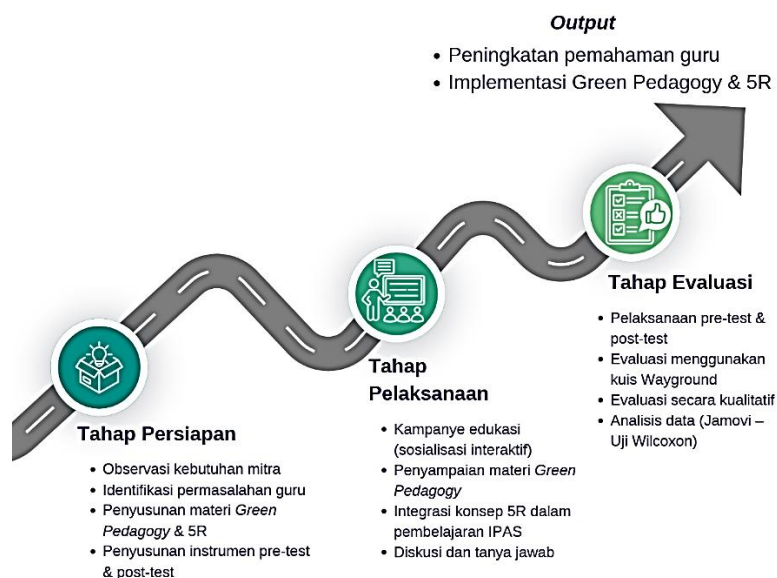 Output
• Peningkatan pemahaman guru
• Implementasi Green Pedagogy & 5R
Tahap Persiapan
• Observasi kebutuhan mitra
• Identifikasi permasalahan guru
• Penyusunan materi Green
Pedagogy & 5R
• Penyusunan instrumen pre-test
& post-test
Tahap
Pelaksanaan
• Kampanye edukasi
(sosialisasi interaktif)
• Penyampaian materi Green
Pedagogy
• Integrasi konsep 5R dalam
pembelajaran IPAS
• Diskusi dan tanya jawab
Tahap Evaluasi
• Pelaksanaan pre-test &
post-test
• Evaluasi menggunakan
kuis Wayground
• Evaluasi secara kualitatif
• Analisis data (Jamovi –
Uji Wilcoxon)